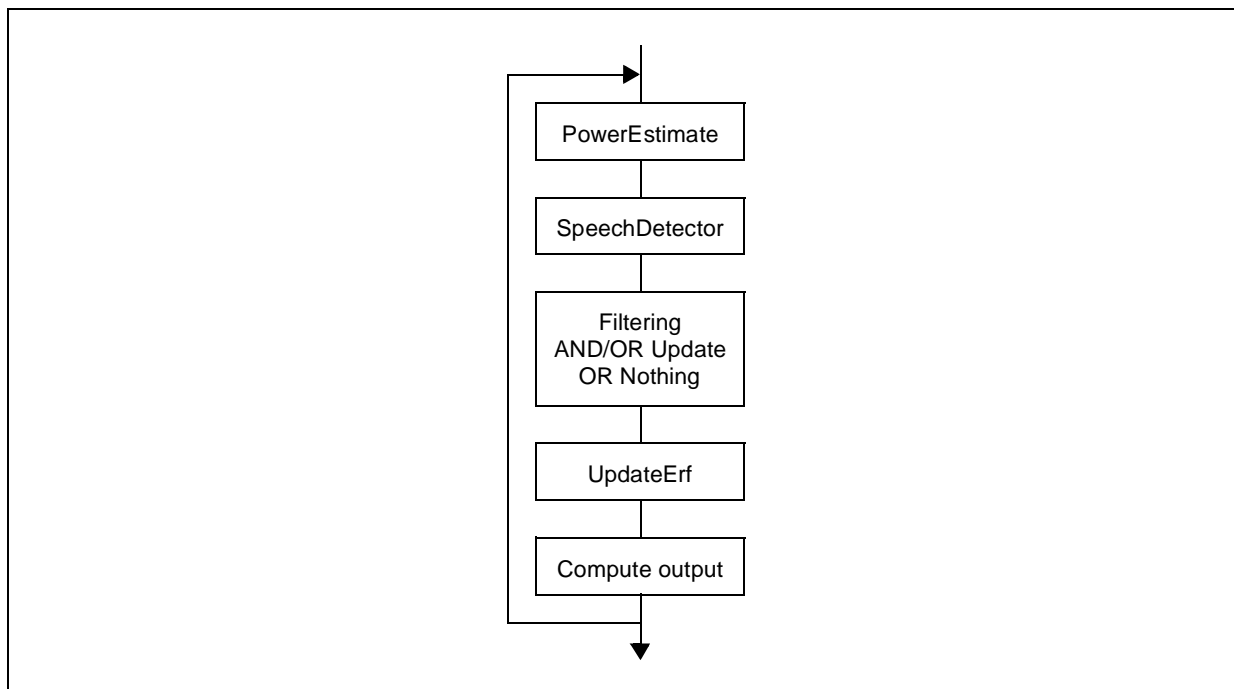 PowerEstimate
SpeechDetector
Filtering
AND/OR Update
OR Nothing
UpdateErf
Compute output